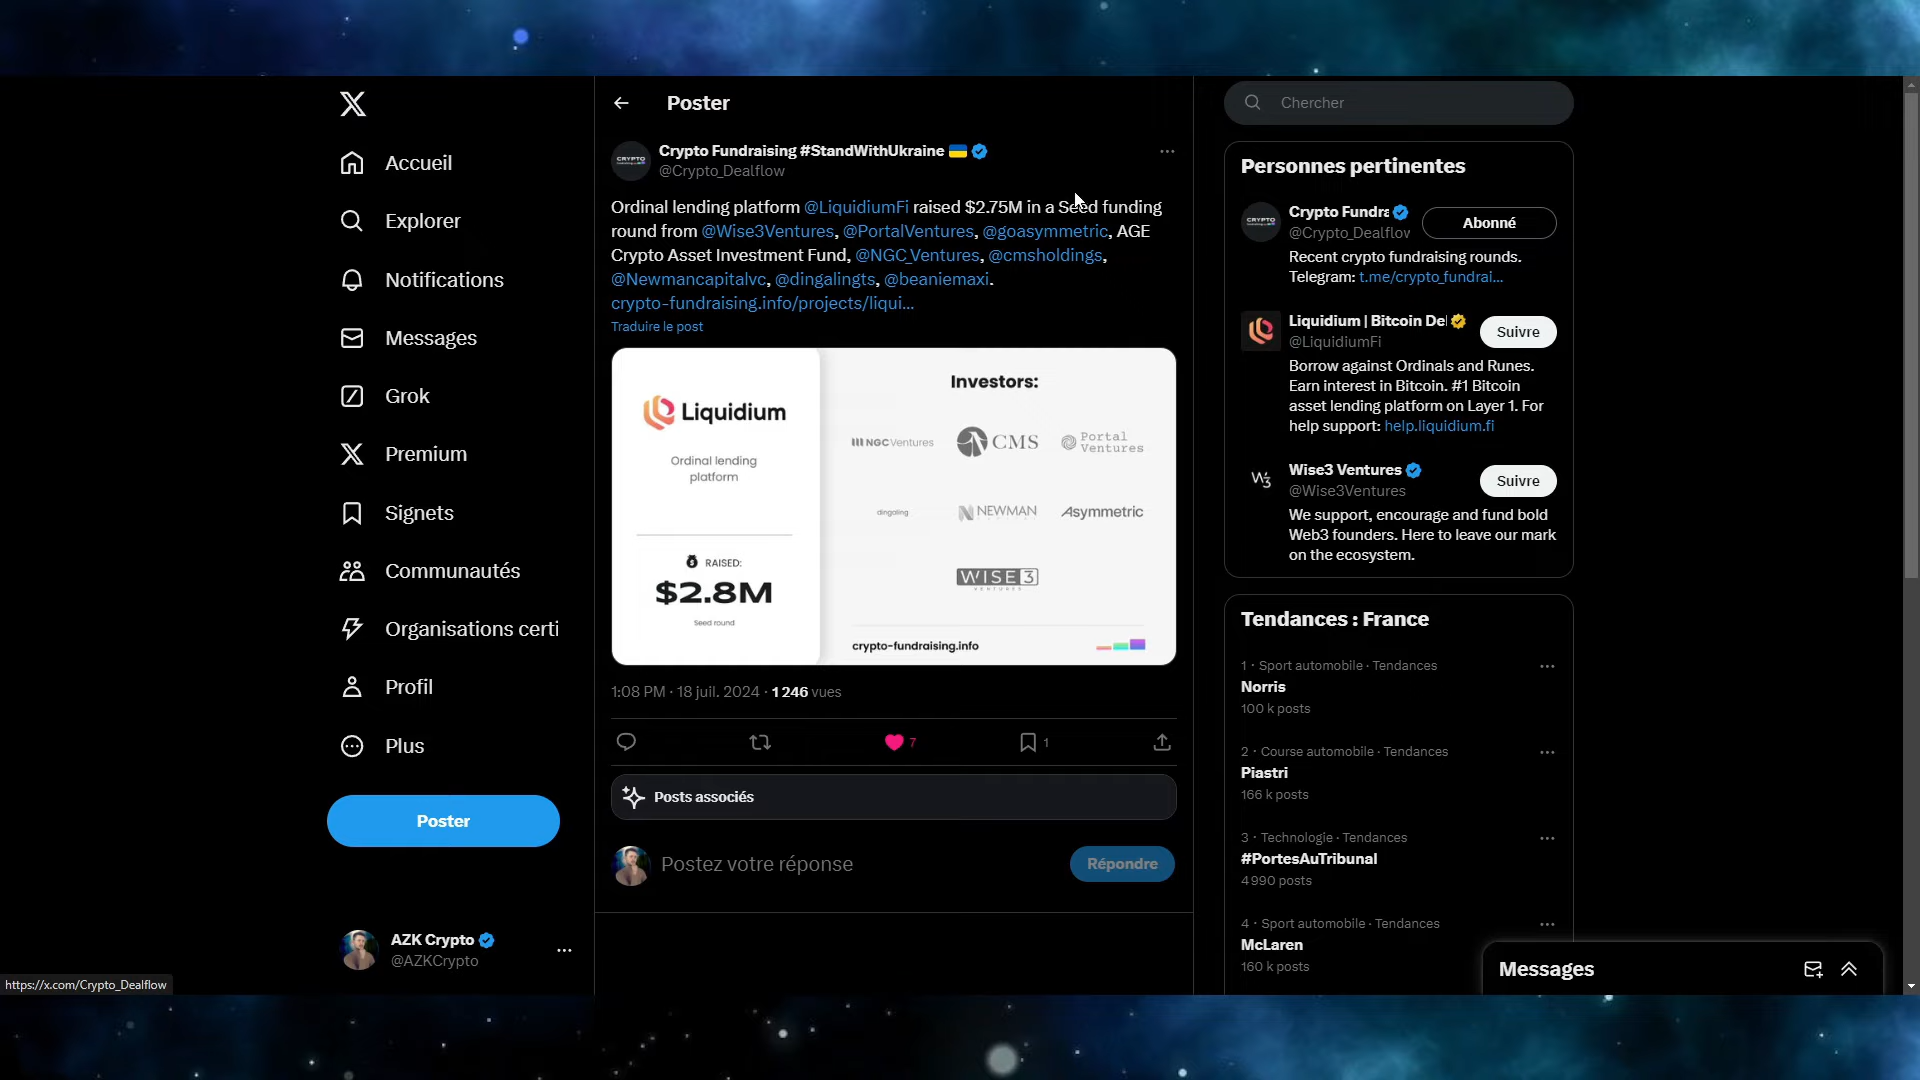 Poster
Chercher
Accueil
Explorer
Notifications
Messages
Grok
Premium
Signets
Communautés
Organisations certi
Profil
Plus
Poster
AZK Crypto
@AZKCrypto
https://x.com/Crypto_Dealflow
Crypto Fundraising #StandWithUkraine
@Crypto_Dealflow
Ordinal lending platform @LiquidiumFi raised $2.75M in a Seed funding
round from @Wise3Ventures, @PortalVentures, @goasymmetric, AGE
Crypto Asset Investment Fund, @NGC_Ventures, @cmsholdings,
@Newmancapitalvc, @dingalingts, @beaniemaxi.
crypto-fundraising.info/projects/liqui...
Traduire le post
CRYPTO
Liquidium
Ordinal lending
platform
RAISED:
$2.8M
Seed round
Investors:
NGC Ventures
CMS
Portal
Ventures
dingaling
NEWMAN
Asymmetric
WISE 3
VENTURES
crypto-fundraising.info
1:08 PM · 18 juil. 2024 · 1 246 vues
7
1
Posts associés
Postez votre réponse
Répondre
Personnes pertinentes
CRYPTO
Crypto Fundra
@Crypto_Dealflov
Abonné
Recent crypto fundraising rounds.
Telegram: t.me/crypto_fundrai...
Liquidium | Bitcoin De
@LiquidiumFi
Suivre
Borrow against Ordinals and Runes.
Earn interest in Bitcoin. #1 Bitcoin
asset lending platform on Layer 1. For
help support: help.liquidium.fi
W3
Wise3 Ventures
@Wise3Ventures
Suivre
We support, encourage and fund bold
Web3 founders. Here to leave our mark
on the ecosystem.
Tendances : France
1 · Sport automobile · Tendances
Norris
100 k posts
2 · Course automobile · Tendances
Piastri
166 k posts
3 · Technologie · Tendances
#PortesAuTribunal
4 990 posts
4 · Sport automobile · Tendances
McLaren
160 k posts
Messages